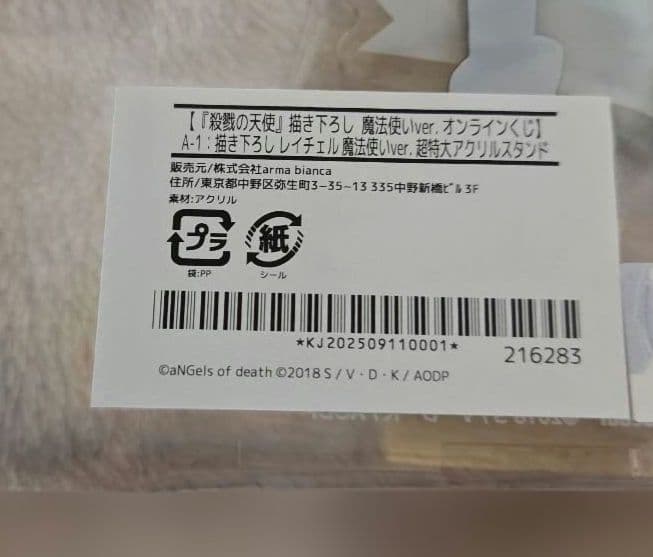 【『殺戮の天使』描き下ろし 魔法使いver. オンラインくじ】
A-1：描き下ろし レイチェル 魔法使いver. 超特大アクリルスタンド
販売元/株式会社arma bianca
住所/東京都中野区弥生町3−35−13 335中野新橋ﾋﾞﾙ3F
素材:アクリル
プラ 紙
袋:PP シール
*KJ202509110001*
216283
©aNGels of death ©2018 S / V・D・K / AODP